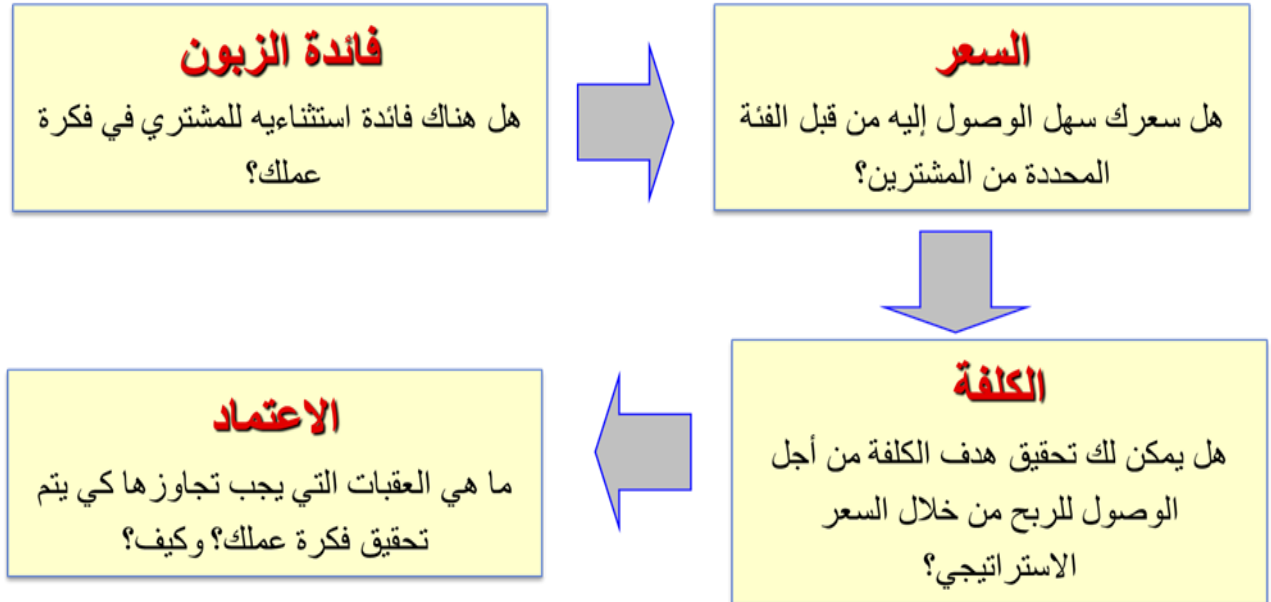 فائدة الزبون
هل هناك فائدة استثناءيه للمشتري في فكرة
عملك؟
السعر
هل سعرك سهل الوصول إليه من قبل الفئة
المحددة من المشترين؟
الكلفة
هل يمكن لك تحقيق هدف الكلفة من أجل
الوصول للربح من خلال السعر
الاستراتيجي؟
الاعتماد
ما هي العقبات التي يجب تجاوزها كي يتم
تحقيق فكرة عملك؟ وكيف؟